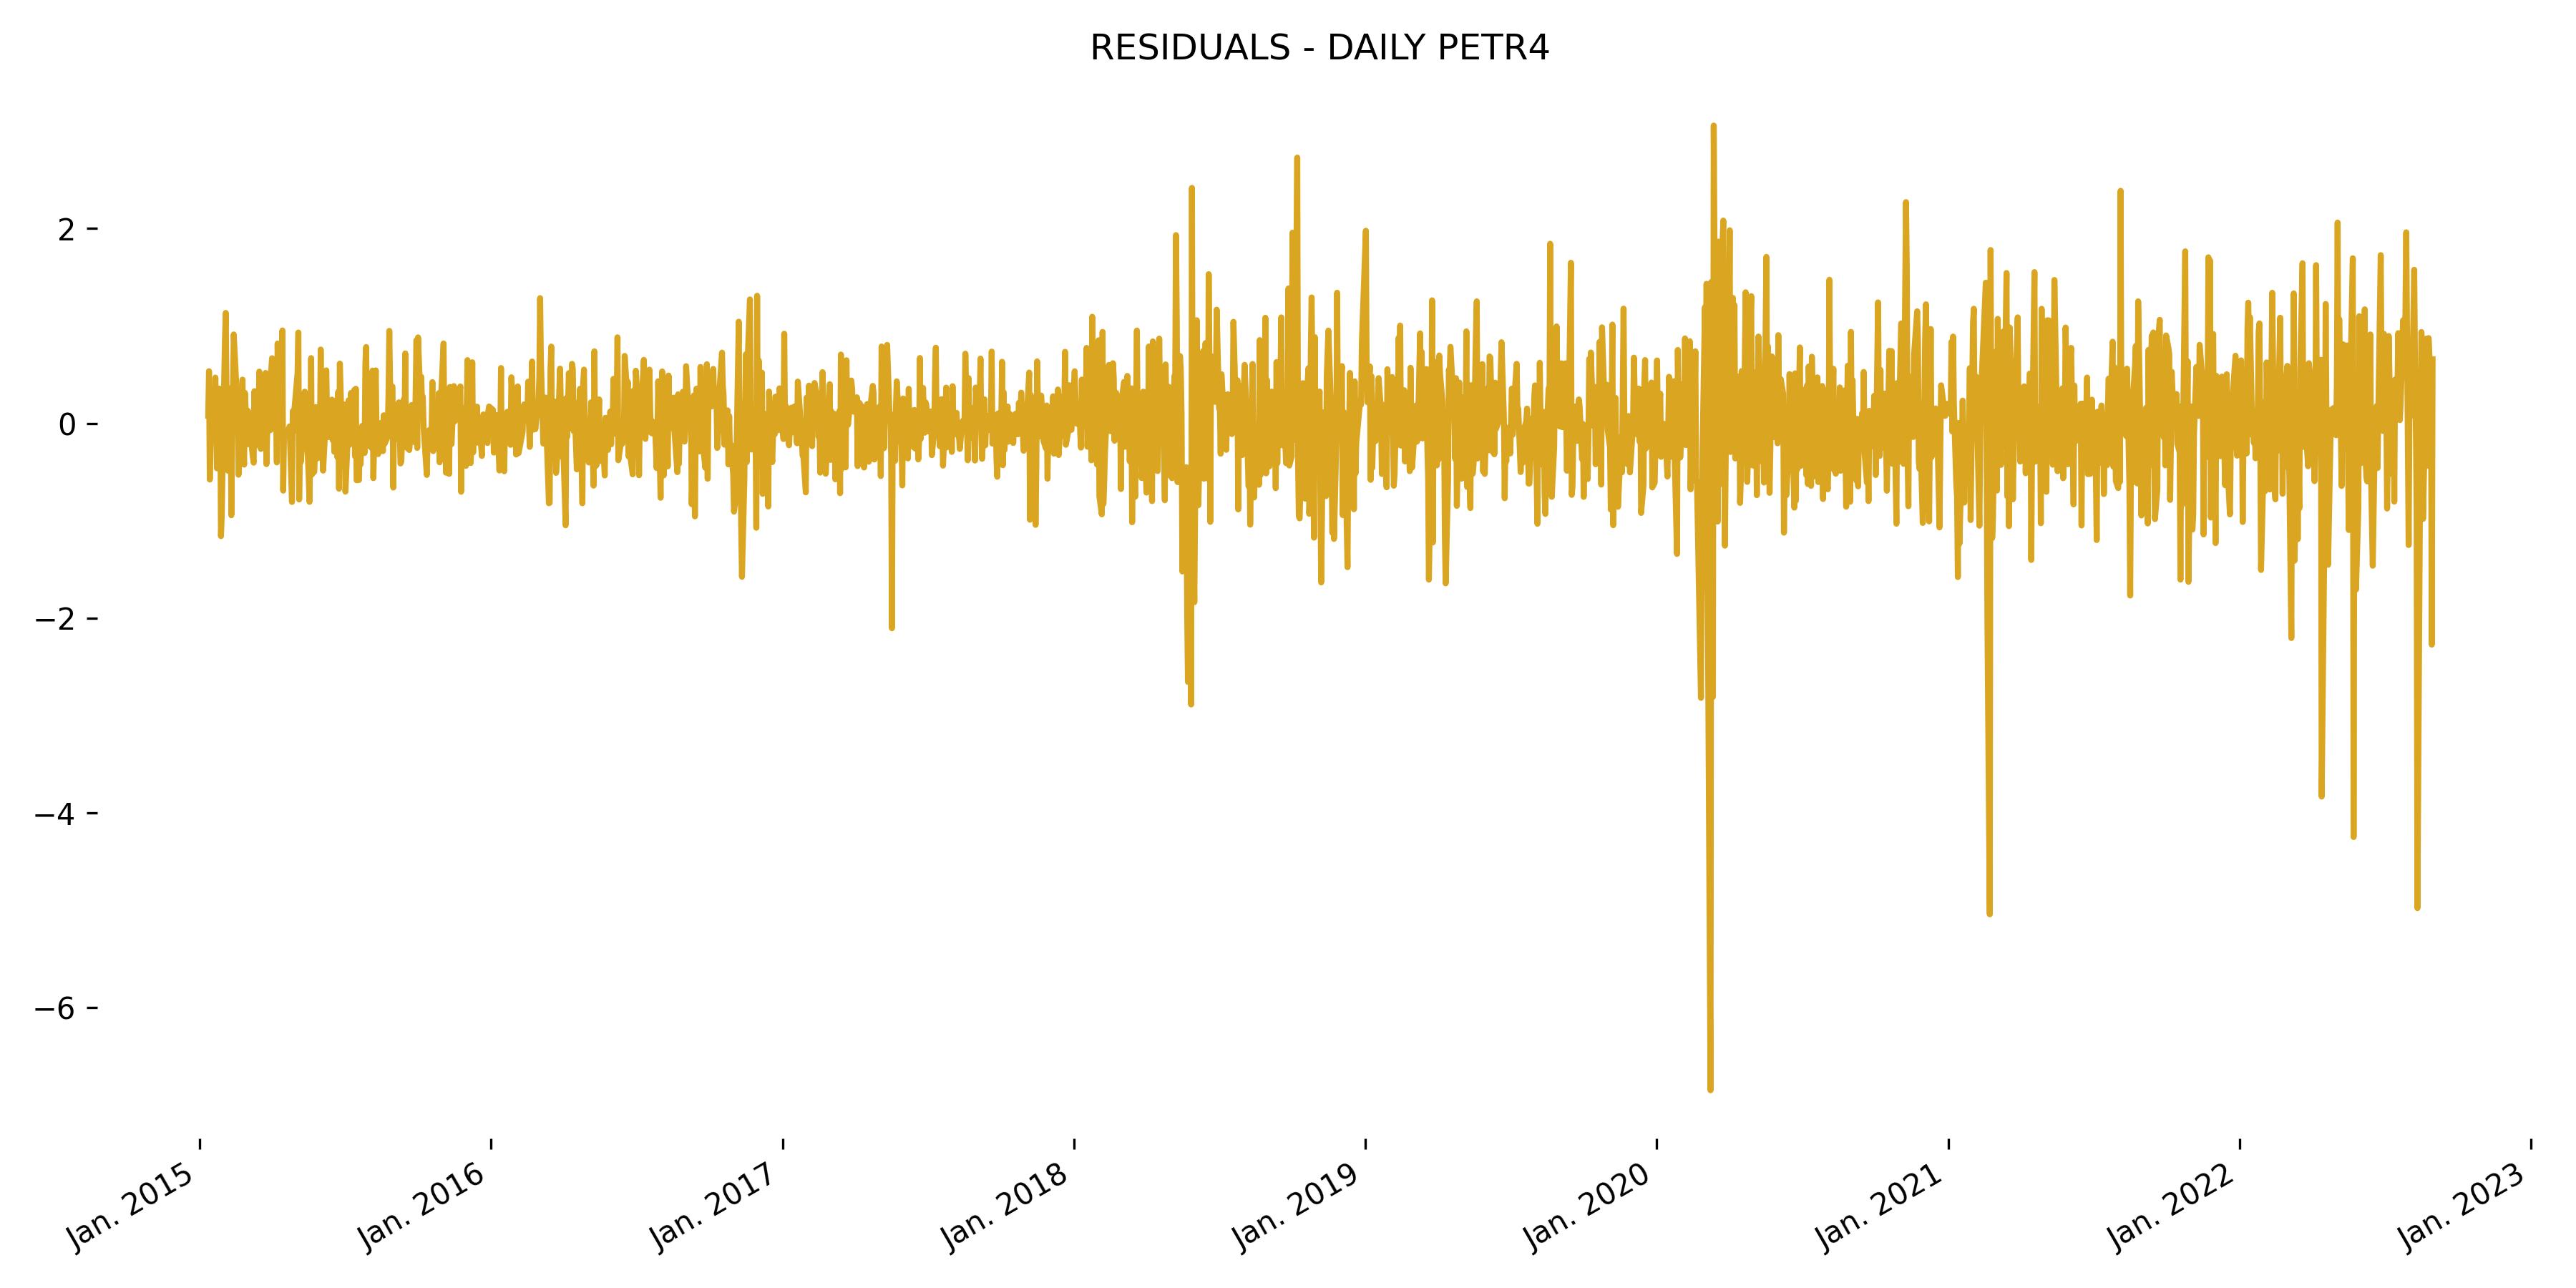 RESIDUALS - DAILY PETR4
2
0
−2
−4
−6
Jan. 2015
Jan. 2016
Jan. 2017
Jan. 2018
Jan. 2019
Jan. 2020
Jan. 2021
Jan. 2022
Jan. 2023